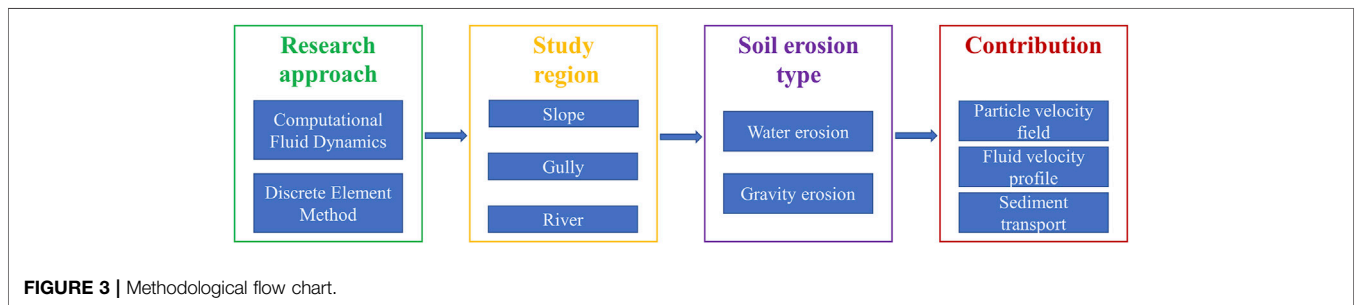 Research
approach
Computational
Fluid Dynamics
Discrete Element
Method
Study
region
Slope
Gully
River
Soil erosion
type
Water erosion
Gravity erosion
Contribution
Particle velocity
field
Fluid velocity
profile
Sediment
transport
FIGURE 3 | Methodological flow chart.